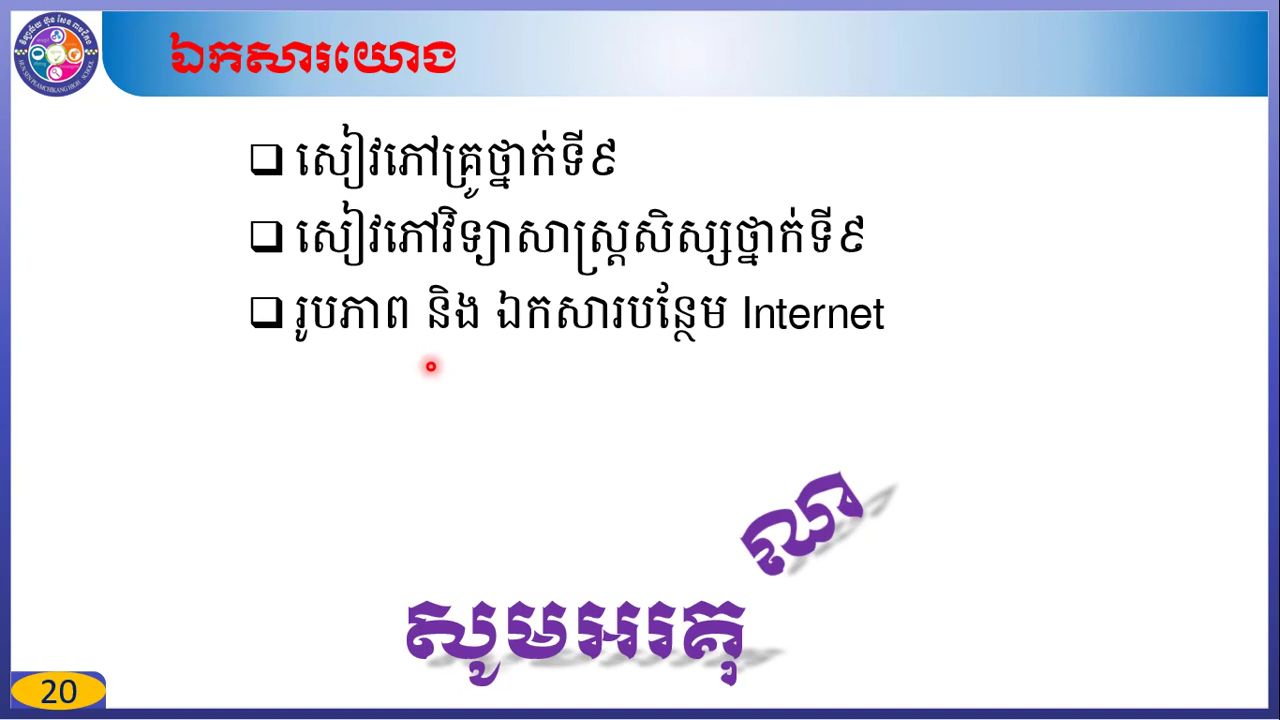 ឯកសារយោង
សៀវភៅគ្រូថ្នាក់ទី៩
សៀវភៅវិទ្យាសាស្ត្រសិស្សថ្នាក់ទី៩
រូបភាព និង ឯកសារបន្ថែម Internet
សូមអរគុណ
20